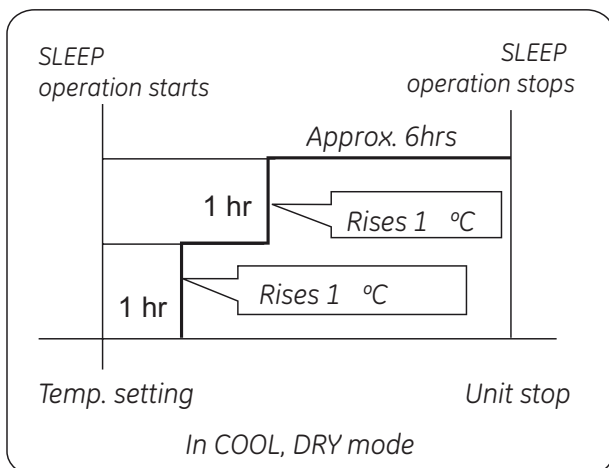 SLEEP
operation starts
SLEEP
operation stops
Approx. 6hrs
1 hr
Rises 1 ºC
Rises 1 ºC
1 hr
Temp. setting
Unit stop
In COOL, DRY mode